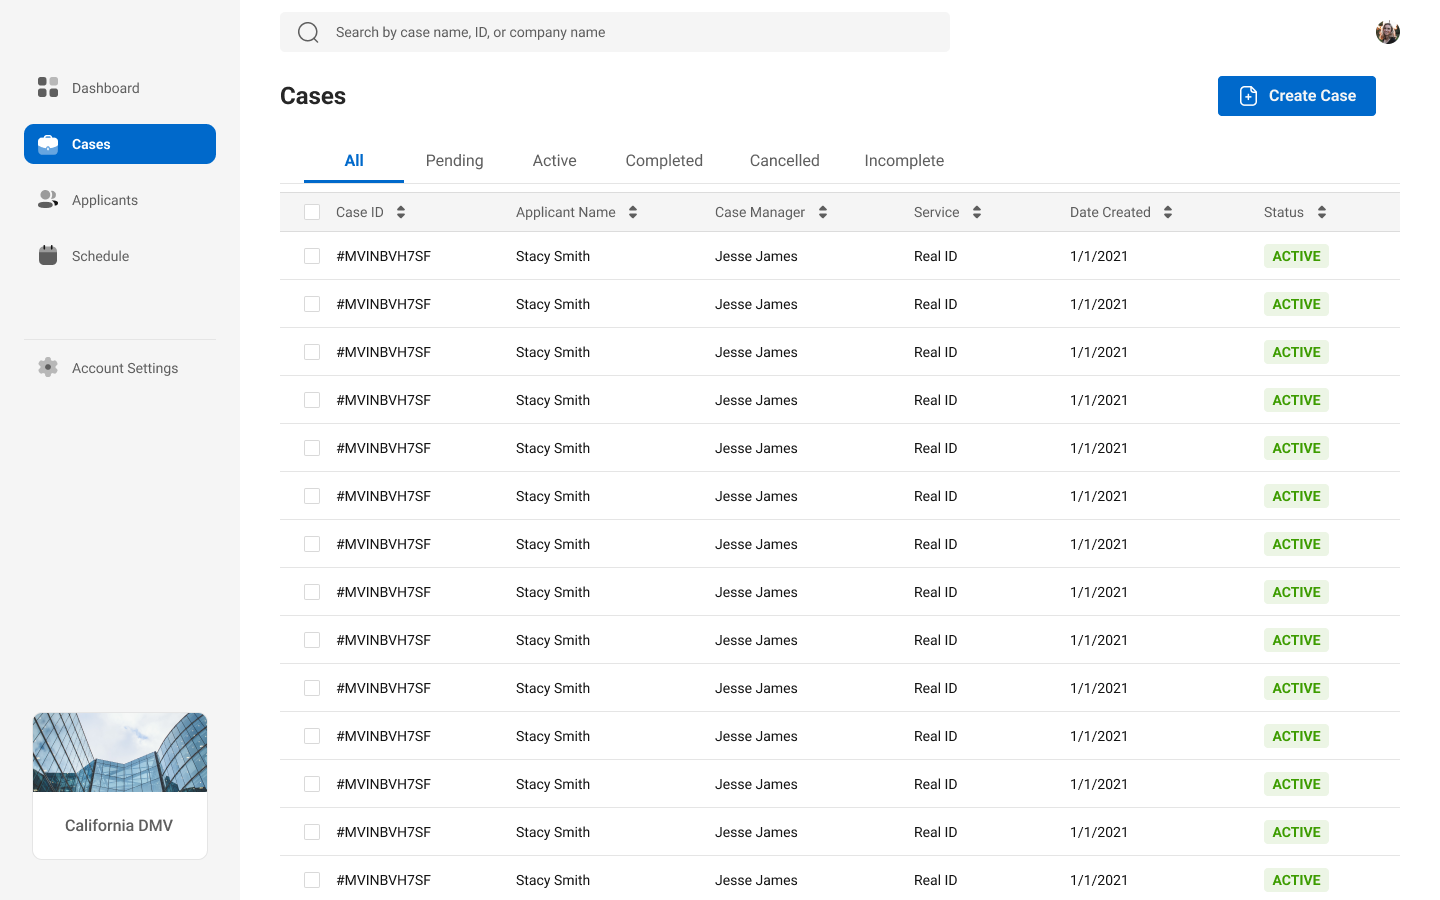 Search by case name, ID, or company name
Dashboard
Cases
Applicants
Schedule
Account Settings
California DMV
Cases
Create Case
All Pending Active Completed Cancelled Incomplete
Case ID Applicant Name Case Manager Service Date Created Status
#MVINBVH7SF Stacy Smith Jesse James Real ID 1/1/2021 ACTIVE
#MVINBVH7SF Stacy Smith Jesse James Real ID 1/1/2021 ACTIVE
#MVINBVH7SF Stacy Smith Jesse James Real ID 1/1/2021 ACTIVE
#MVINBVH7SF Stacy Smith Jesse James Real ID 1/1/2021 ACTIVE
#MVINBVH7SF Stacy Smith Jesse James Real ID 1/1/2021 ACTIVE
#MVINBVH7SF Stacy Smith Jesse James Real ID 1/1/2021 ACTIVE
#MVINBVH7SF Stacy Smith Jesse James Real ID 1/1/2021 ACTIVE
#MVINBVH7SF Stacy Smith Jesse James Real ID 1/1/2021 ACTIVE
#MVINBVH7SF Stacy Smith Jesse James Real ID 1/1/2021 ACTIVE
#MVINBVH7SF Stacy Smith Jesse James Real ID 1/1/2021 ACTIVE
#MVINBVH7SF Stacy Smith Jesse James Real ID 1/1/2021 ACTIVE
#MVINBVH7SF Stacy Smith Jesse James Real ID 1/1/2021 ACTIVE
#MVINBVH7SF Stacy Smith Jesse James Real ID 1/1/2021 ACTIVE
#MVINBVH7SF Stacy Smith Jesse James Real ID 1/1/2021 ACTIVE